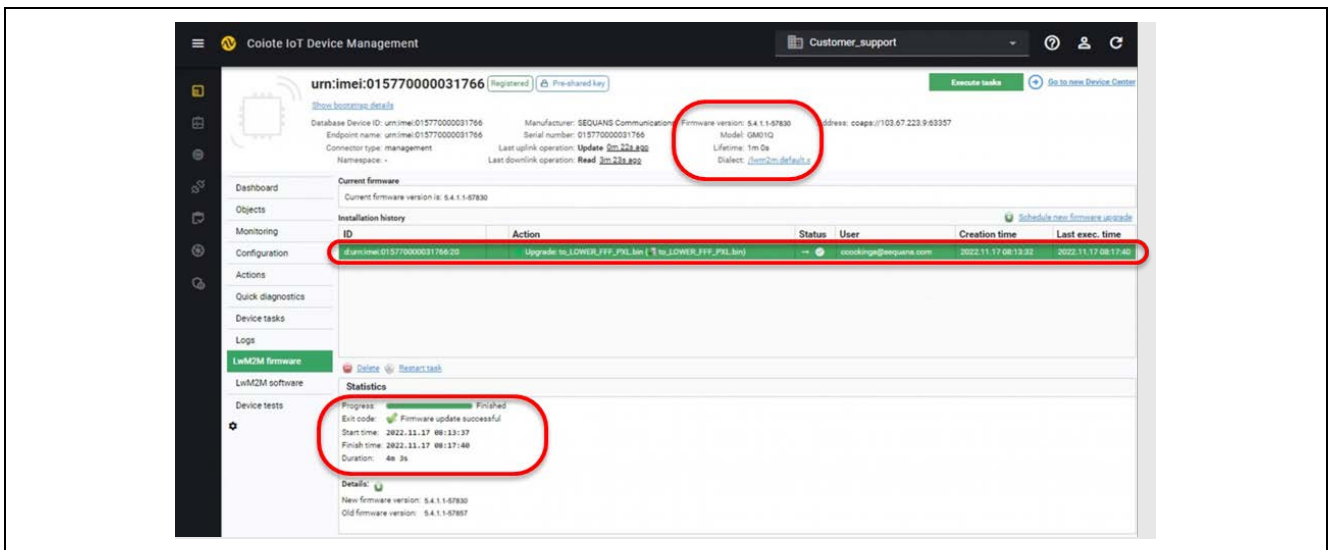 Coiote IoT Device Management
Customer_support
urn:imei:015770000031766 Registered Pre-shared key
Execute tasks
Go to new Device Center
Show bootstrap details
Database Device ID: urn:imei:015770000031766
Endpoint name: urn:imei:015770000031766
Connector type: management
Namespace: -
Manufacturer: SEQUANS Communications
Serial number: 015770000031766
Last uplink operation: Update 0m 22s ago
Last downlink operation: Read 3m 23s ago
Firmware version: 5.4.1.1-57830
Model: GM01Q
Lifetime: 1m 0s
Dialect: /lwm2m.default.s
ddress: coaps://103.67.223.9:63357
Dashboard
Objects
Monitoring
Configuration
Actions
Quick diagnostics
Device tasks
Logs
LwM2M firmware
LwM2M software
Device tests
Current firmware
Current firmware version is: 5.4.1.1-57830
Installation history
Schedule new firmware upgrade
ID Action Status User Creation time Last exec. time
d:urn:imei:015770000031766:20 Upgrade: to_LOWER_FFF_PXL.bin ( to_LOWER_FFF_PXL.bin) ccockings@sequans.com 2022.11.17 08:13:32 2022.11.17 08:17:40
Delete Restart task
Statistics
Progress: Finished
Exit code: Firmware update successful
Start time: 2022.11.17 08:13:37
Finish time: 2022.11.17 08:17:40
Duration: 4m 3s
Details:
New firmware version: 5.4.1.1-57830
Old firmware version: 5.4.1.1-57857